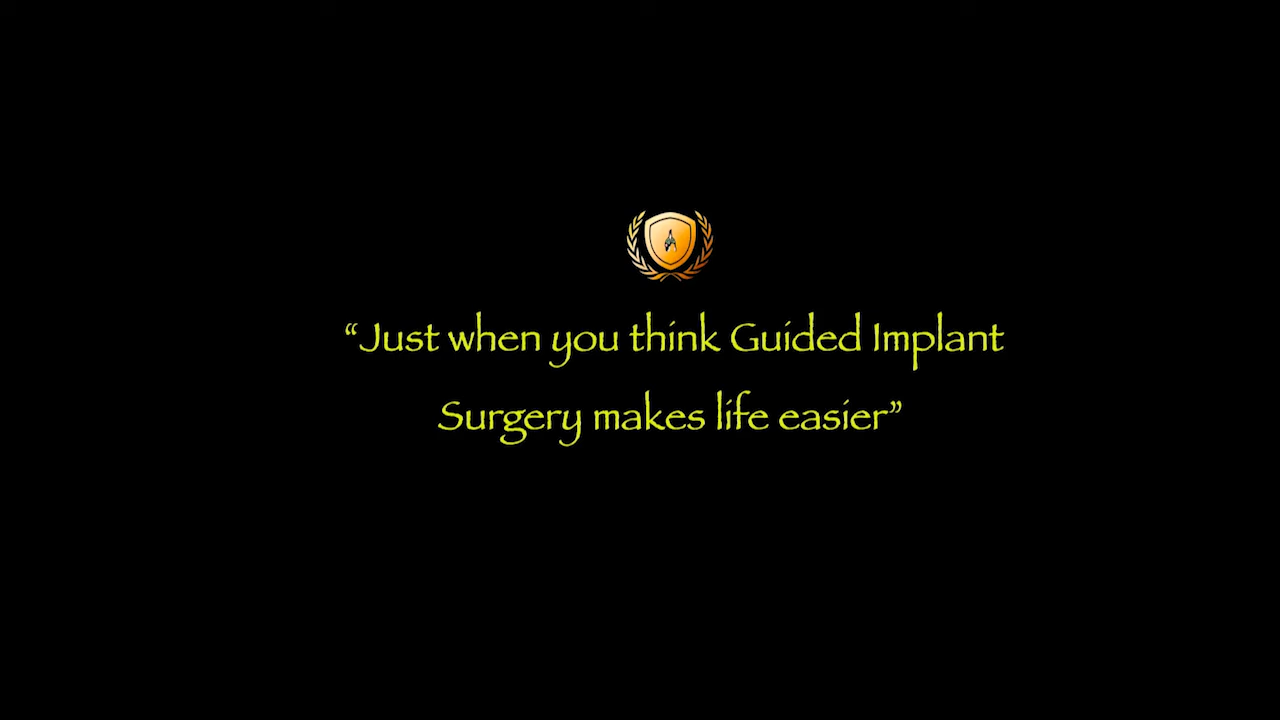 “Just when you think Guided Implant
Surgery makes life easier”